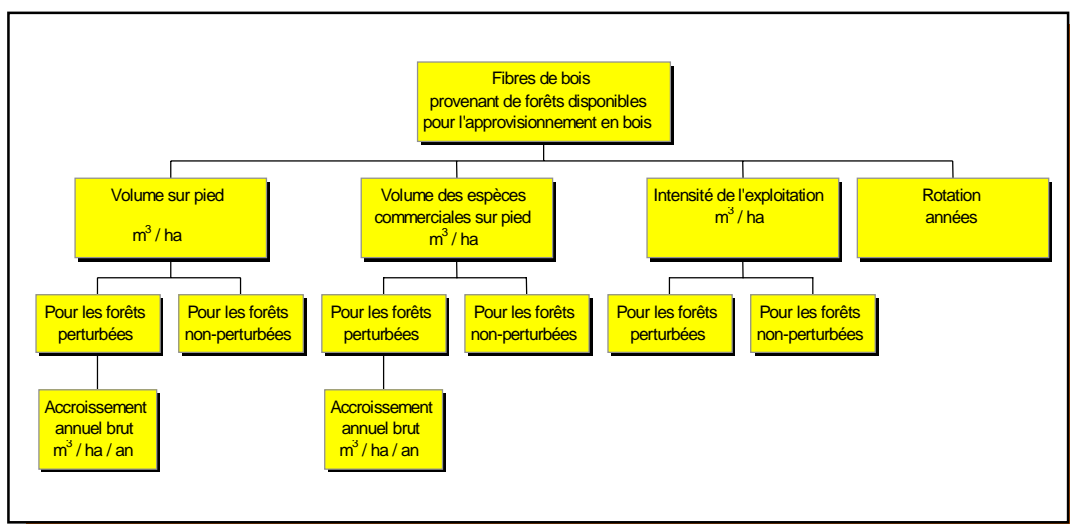 Fibres de bois
provenant de forêts disponibles
pour l'approvisionnement en bois
Volume sur pied
m³ / ha
Volume des espèces
commerciales sur pied
m³ / ha
Intensité de l'exploitation
m³ / ha
Rotation
années
Pour les forêts
perturbées
Pour les forêts
non-perturbées
Pour les forêts
perturbées
Pour les forêts
non-perturbées
Pour les forêts
perturbées
Pour les forêts
non-perturbées
Accroissement
annuel brut
m³ / ha / an
Accroissement
annuel brut
m³ / ha / an